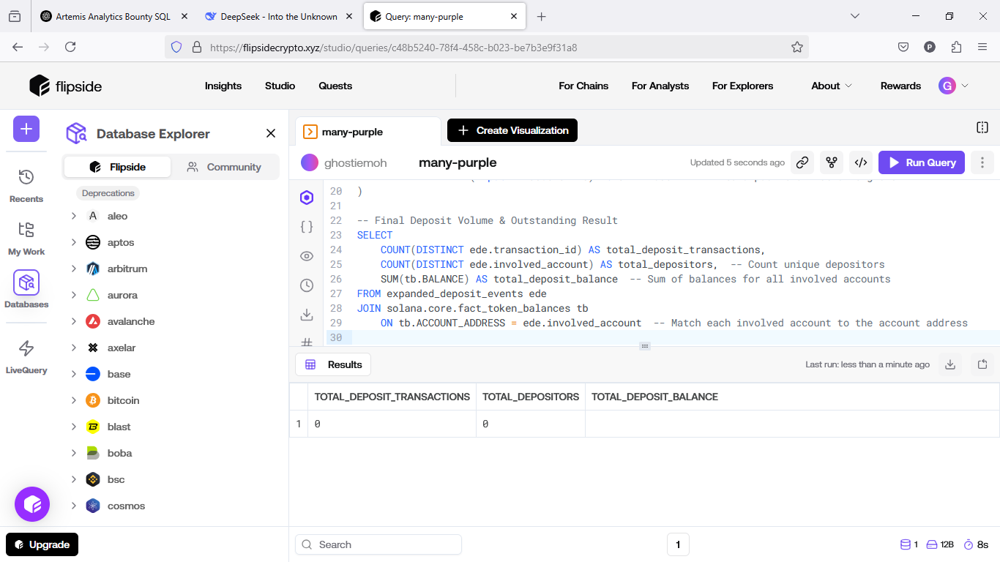 Artemis Analytics Bounty SQL
DeepSeek - Into the Unknown
Query: many-purple
https://flipsidecrypto.xyz/studio/queries/c48b5240-78f4-458c-b023-be7b3e9f31a8
P
flipside
Insights
Studio
Quests
For Chains
For Analysts
For Explorers
About
Rewards
G
Recents
My Work
Databases
LiveQuery
Upgrade
Database Explorer
Flipside
Community
Deprecations
aleo
aptos
arbitrum
aurora
avalanche
axelar
base
bitcoin
blast
boba
bsc
cosmos
many-purple
Create Visualization
ghostiemoh
many-purple
Updated 5 seconds ago
Run Query
20 )
21
22 -- Final Deposit Volume & Outstanding Result
23 SELECT
24 COUNT(DISTINCT ede.transaction_id) AS total_deposit_transactions,
25 COUNT(DISTINCT ede.involved_account) AS total_depositors,  -- Count unique depositors
26 SUM(tb.BALANCE) AS total_deposit_balance  -- Sum of balances for all involved accounts
27 FROM expanded_deposit_events ede
28 JOIN solana.core.fact_token_balances tb
29 ON tb.ACCOUNT_ADDRESS = ede.involved_account  -- Match each involved account to the account address
30
Results
Last run: less than a minute ago
TOTAL_DEPOSIT_TRANSACTIONS TOTAL_DEPOSITORS TOTAL_DEPOSIT_BALANCE
1 0 0
Search
1
1 12B 8s